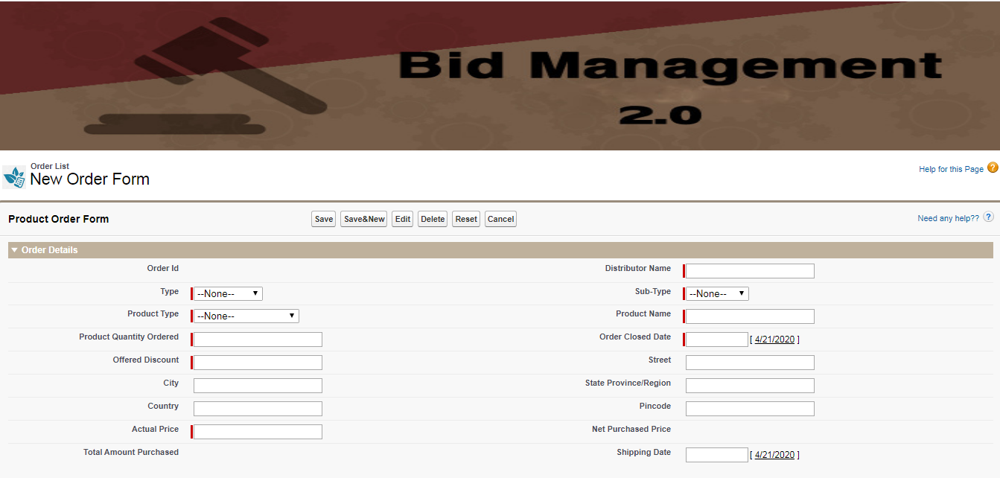 Bid Management
2.0
Order List
New Order Form
Help for this Page ?
Product Order Form
Save Save&New Edit Delete Reset Cancel
Need any help?? ?
Order Details
Order Id
Distributor Name
Type --None--
Sub-Type --None--
Product Type --None--
Product Name
Product Quantity Ordered
Order Closed Date [ 4/21/2020 ]
Offered Discount
Street
City
State Province/Region
Country
Pincode
Actual Price
Net Purchased Price
Total Amount Purchased
Shipping Date [ 4/21/2020 ]